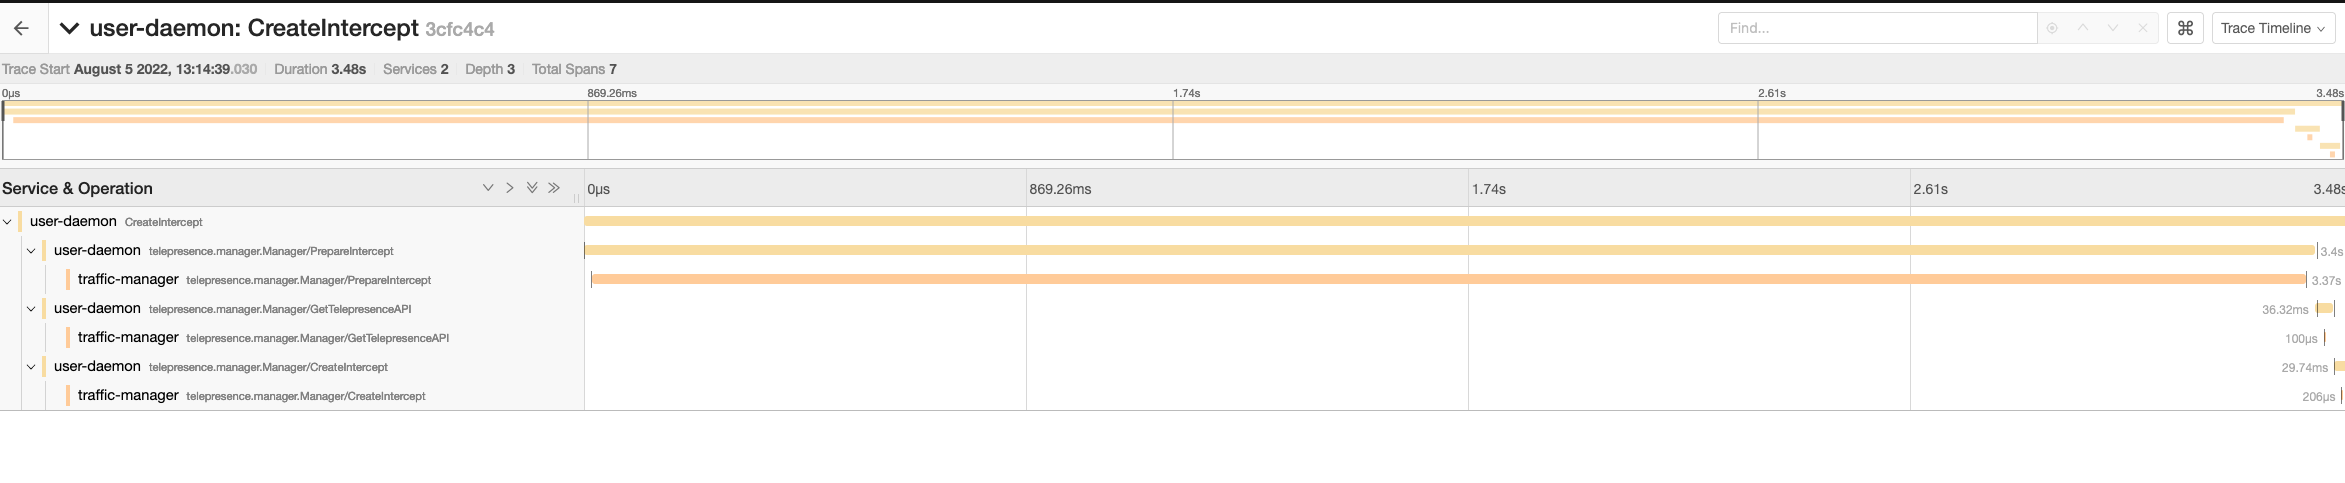 user-daemon: CreateIntercept 3cfc4c4 Find... ⌘ Trace Timeline
Trace Start August 5 2022, 13:14:39.030 Duration 3.48s Services 2 Depth 3 Total Spans 7
0μs 869.26ms 1.74s 2.61s 3.48s
Service & Operation 0μs 869.26ms 1.74s 2.61s 3.48s
user-daemon CreateIntercept
user-daemon telepresence.manager.Manager/PrepareIntercept 3.4s
traffic-manager telepresence.manager.Manager/PrepareIntercept 3.37s
user-daemon telepresence.manager.Manager/GetTelepresenceAPI 36.32ms
traffic-manager telepresence.manager.Manager/GetTelepresenceAPI 100μs
user-daemon telepresence.manager.Manager/CreateIntercept 29.74ms
traffic-manager telepresence.manager.Manager/CreateIntercept 206μs